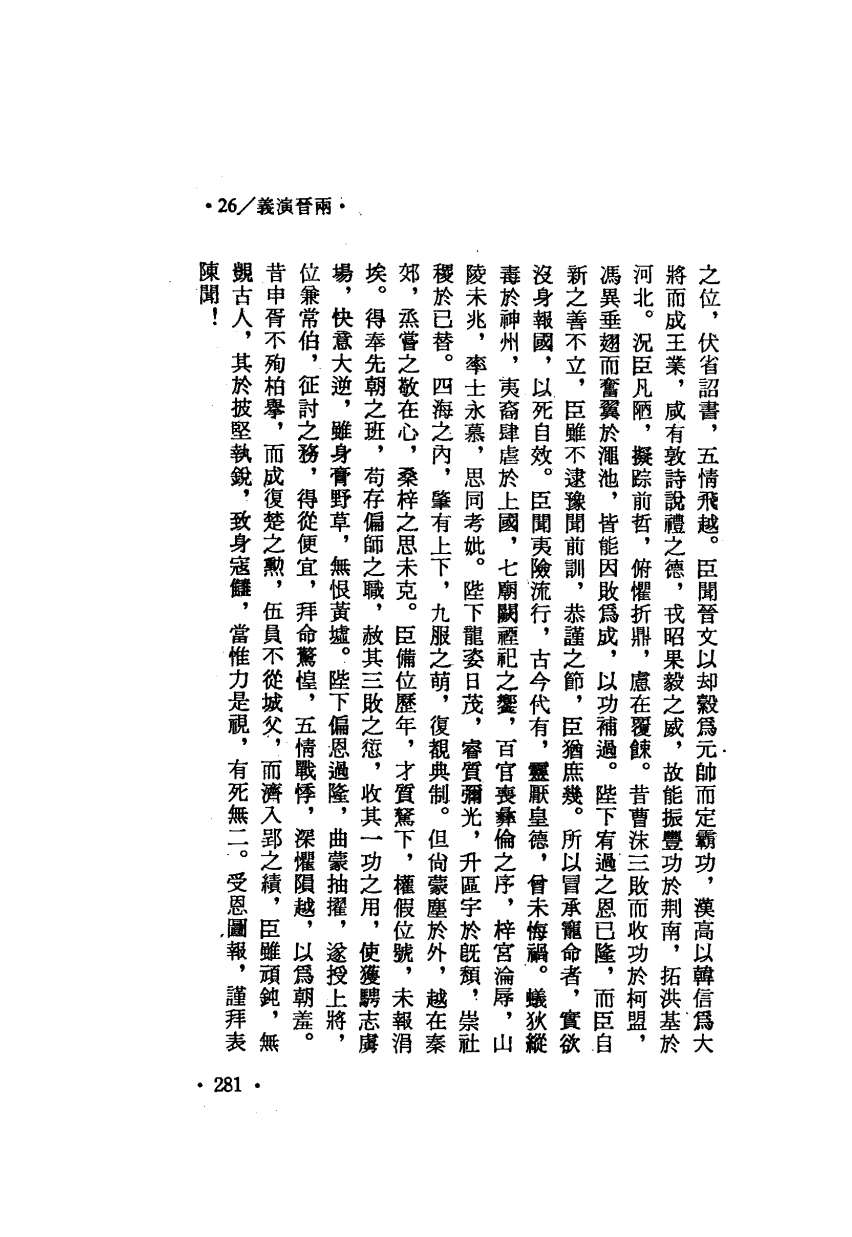 •26／義演晉兩•
之位，伏省詔書，五情飛越。臣聞晉文以却縠爲元帥而定霸功，漢高以韓信爲大
將而成王業，咸有敦詩說禮之德，戎昭果毅之威，故能振豐功於荆南，拓洪基於
河北。況臣凡陋，擬踪前哲，俯懼折鼎，慮在覆餗。昔曹沫三敗而收功於柯盟，
馮異垂翅而奮翼於澠池，皆能因敗爲成，以功補過。陛下宥過之恩已隆，而臣自
新之善不立，臣雖不逮豫聞前訓，恭謹之節，臣猶庶幾。所以冒承寵命者，實欲
沒身報國，以死自效。臣聞夷險流行，古今代有，靈厭皇德，曾未悔禍。蟻狄縱
毒於神州，夷裔肆虐於上國，七廟闕禋祀之饗，百官喪彝倫之序，梓宮淪辱，山
陵未兆，率士永慕，思同考妣。陛下龍姿日茂，睿質彌光，升區宇於旣頹，崇社
稷於已替。四海之內，肇有上下，九服之萌，復覩典制。但尙蒙塵於外，越在秦
郊，烝嘗之敬在心，桑梓之思未克。臣備位歷年，才質駑下，權假位號，未報涓
埃。得奉先朝之班，苟存偏師之職，赦其三敗之愆，收其一功之用，使獲騁志虜
場，快意大逆，雖身膏野草，無恨黃墟。陛下偏恩過隆，曲蒙抽擢，遂授上將，
位兼常伯，征討之務，得從便宜，拜命驚惶，五情戰悸，深懼隕越，以爲朝羞。
昔申胥不殉柏舉，而成復楚之勳，伍員不從城父，而濟入郢之績，臣雖頑鈍，無
覬古人，其於披堅執銳，致身寇讎，當惟力是視，有死無二。受恩圖報，謹拜表
陳聞！
•281•